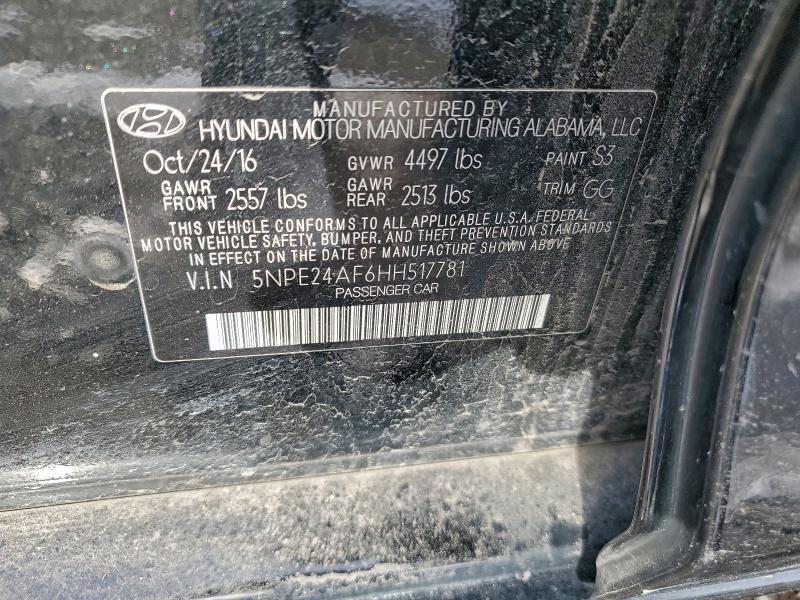 MANUFACTURED BY
HYUNDAI MOTOR MANUFACTURING ALABAMA, LLC
Oct/24/16 GVWR 4497 lbs PAINT S3
GAWR FRONT 2557 lbs GAWR REAR 2513 lbs TRIM GG
THIS VEHICLE CONFORMS TO ALL APPLICABLE U.S.A. FEDERAL
MOTOR VEHICLE SAFETY, BUMPER, AND THEFT PREVENTION STANDARDS
IN EFFECT ON THE DATE OF MANUFACTURE SHOWN ABOVE
V.I.N 5NPE24AF6HH517781
PASSENGER CAR